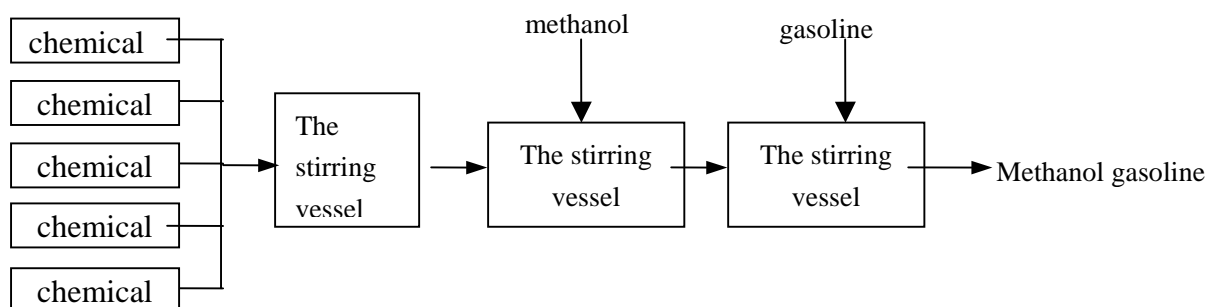 chemical
chemical
chemical
chemical
chemical
The
stirring
vessel
methanol
The stirring
vessel
gasoline
The stirring
vessel
Methanol gasoline